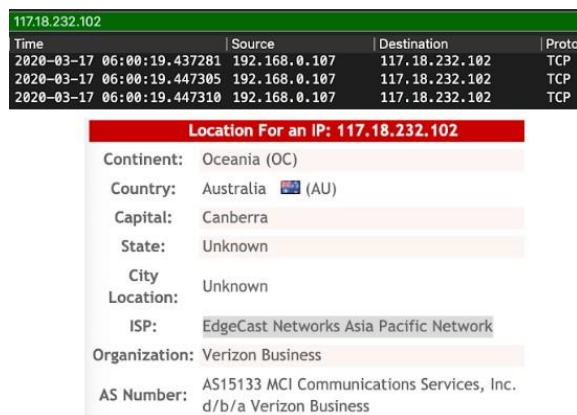 117.18.232.102
Time Source Destination Proto
2020-03-17 06:00:19.437281 192.168.0.107 117.18.232.102 TCP
2020-03-17 06:00:19.447305 192.168.0.107 117.18.232.102 TCP
2020-03-17 06:00:19.447310 192.168.0.107 117.18.232.102 TCP
Location For an IP: 117.18.232.102
Continent: Oceania (OC)
Country: Australia (AU)
Capital: Canberra
State: Unknown
City
Location: Unknown
ISP: EdgeCast Networks Asia Pacific Network
Organization: Verizon Business
AS Number: AS15133 MCI Communications Services, Inc.
d/b/a Verizon Business